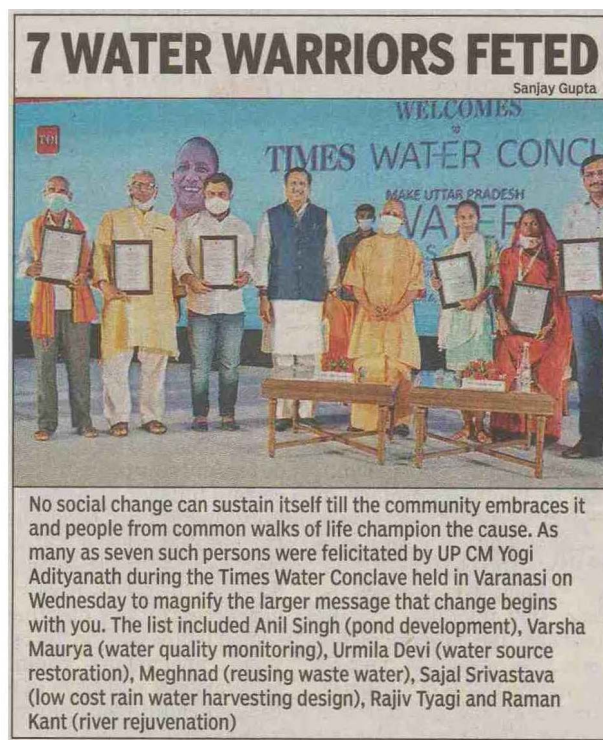 7 WATER WARRIORS FETED
Sanjay Gupta
TOI
WELCOMES
to
TIMES WATER CONCL
MAKE UTTAR PRADESH
WATER
No social change can sustain itself till the community embraces it
and people from common walks of life champion the cause. As
many as seven such persons were felicitated by UP CM Yogi
Adityanath during the Times Water Conclave held in Varanasi on
Wednesday to magnify the larger message that change begins
with you. The list included Anil Singh (pond development), Varsha
Maurya (water quality monitoring), Urmila Devi (water source
restoration), Meghnad (reusing waste water), Sajal Srivastava
(low cost rain water harvesting design), Rajiv Tyagi and Raman
Kant (river rejuvenation)